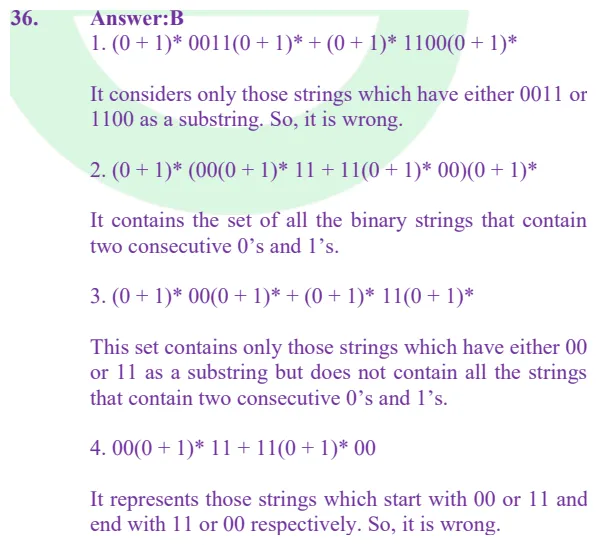 36. Answer:B
1. (0 + 1)* 0011(0 + 1)* + (0 + 1)* 1100(0 + 1)*
It considers only those strings which have either 0011 or
1100 as a substring. So, it is wrong.
2. (0 + 1)* (00(0 + 1)* 11 + 11(0 + 1)* 00)(0 + 1)*
It contains the set of all the binary strings that contain
two consecutive 0’s and 1’s.
3. (0 + 1)* 00(0 + 1)* + (0 + 1)* 11(0 + 1)*
This set contains only those strings which have either 00
or 11 as a substring but does not contain all the strings
that contain two consecutive 0’s and 1’s.
4. 00(0 + 1)* 11 + 11(0 + 1)* 00
It represents those strings which start with 00 or 11 and
end with 11 or 00 respectively. So, it is wrong.